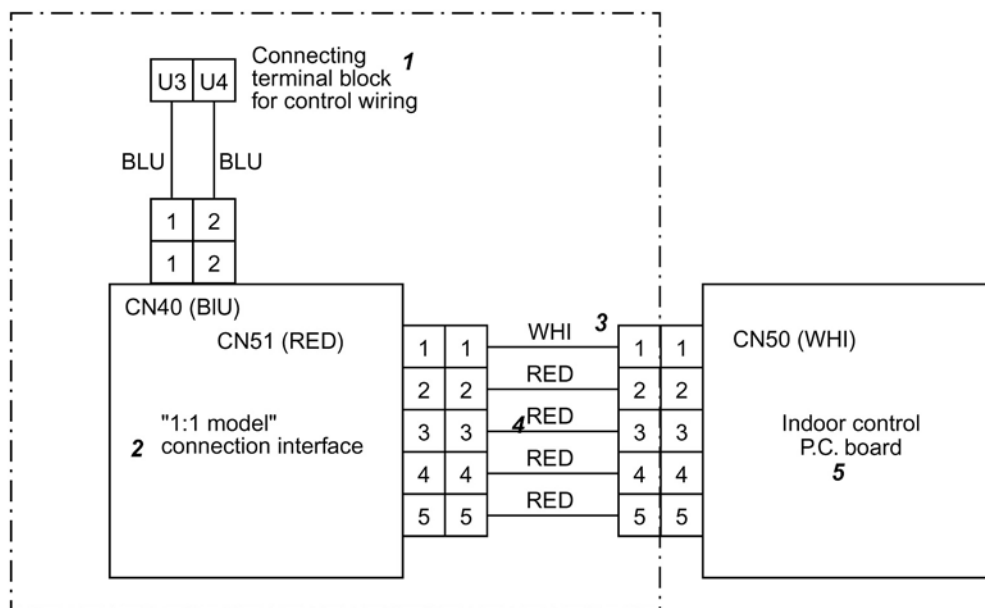 Connecting 1
U3 U4 terminal block
for control wiring
BLU BLU
1 2
1 2
CN40 (BlU)
CN51 (RED)
"1:1 model"
2 connection interface
1 1 WHI 3 1 1
2 2 RED 2 2
3 3 RED 4 3 3
4 4 RED 4 4
5 5 RED 5 5
CN50 (WHI)
Indoor control
P.C. board
5